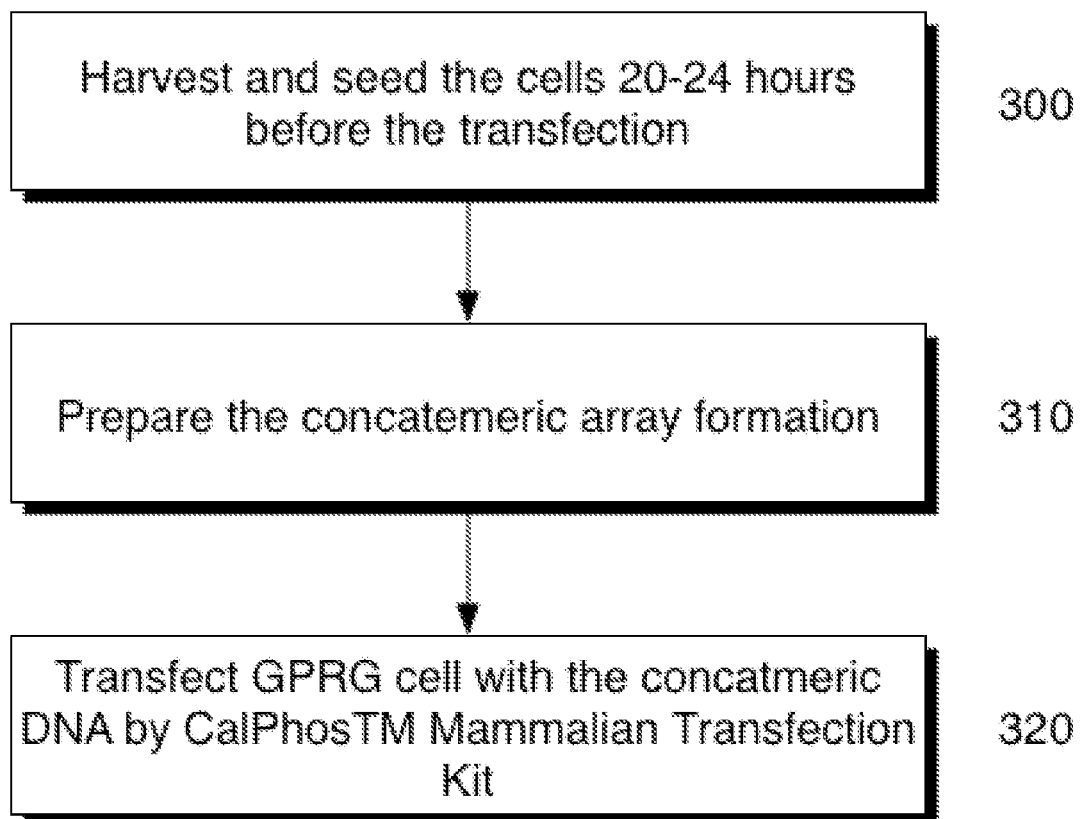 Harvest and seed the cells 20-24 hours
before the transfection
300
Prepare the concatemeric array formation
310
Transfect GPRG cell with the concatmeric
DNA by CalPhosTM Mammalian Transfection
Kit
320